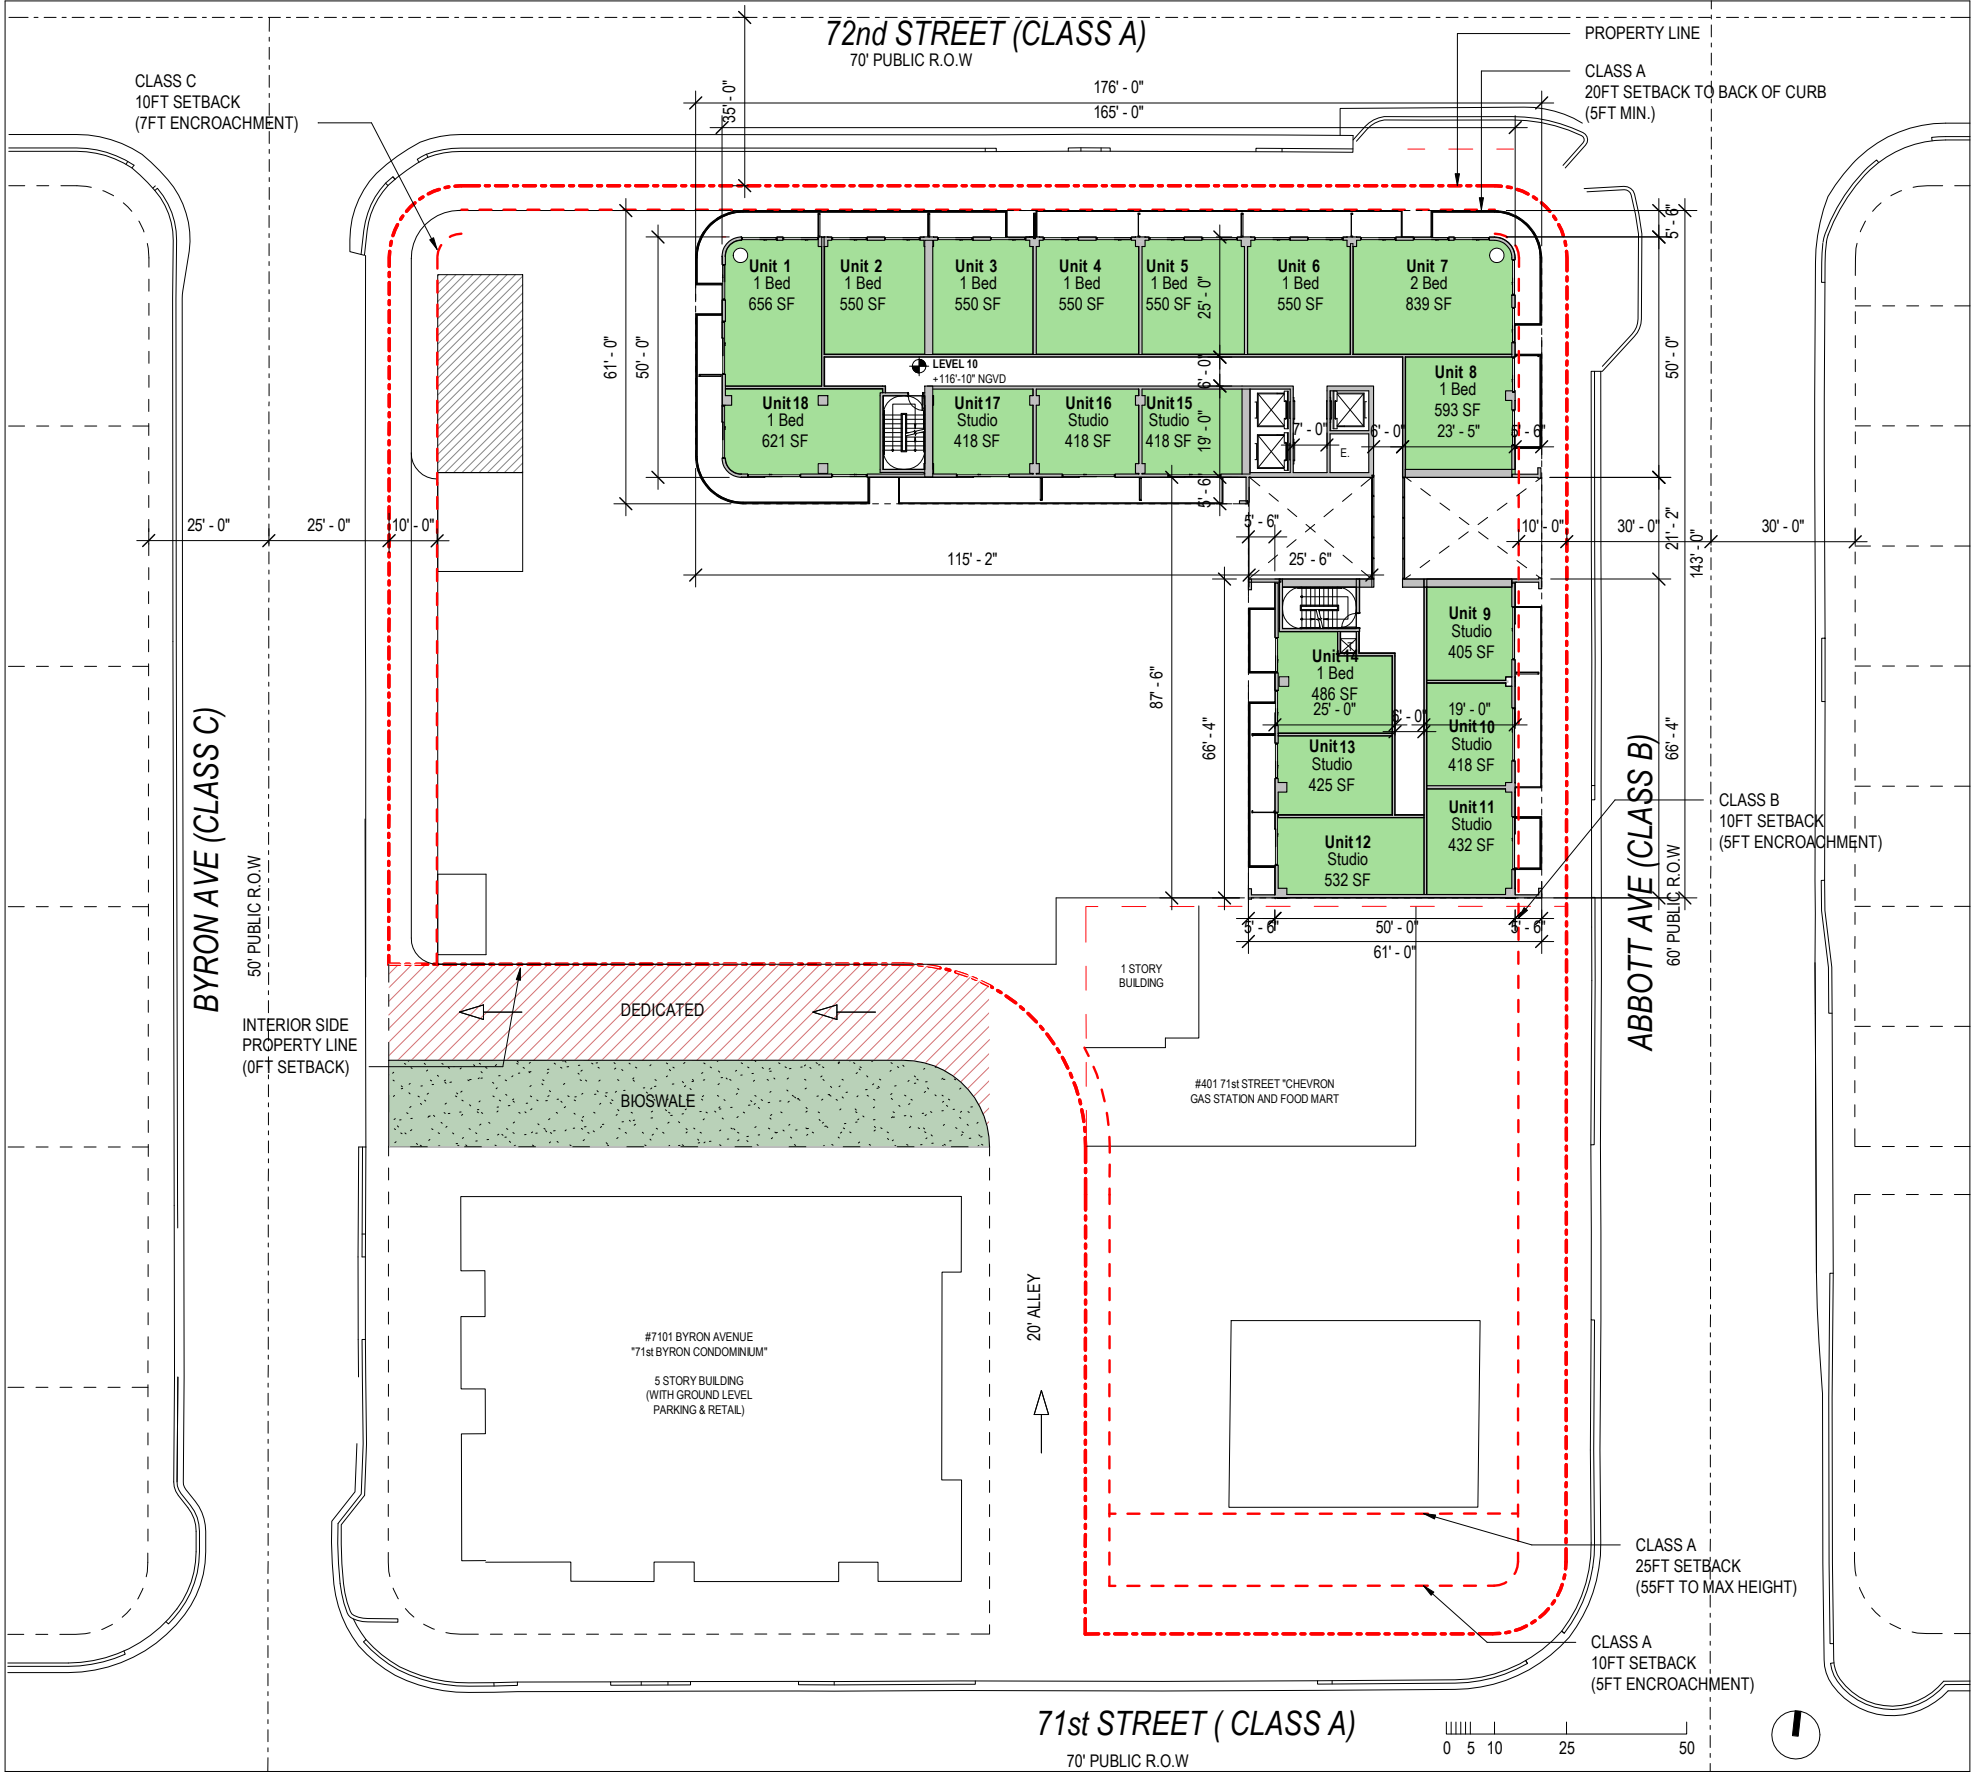 72nd STREET (CLASS A)
70' PUBLIC R.O.W
PROPERTY LINE
CLASS A
20FT SETBACK TO BACK OF CURB
(5FT MIN.)
CLASS C
10FT SETBACK
(7FT ENCROACHMENT)
176' - 0"
165' - 0"
35' - 0"
5' - 6"
Unit 1
1 Bed
656 SF
Unit 2
1 Bed
550 SF
Unit 3
1 Bed
550 SF
Unit 4
1 Bed
550 SF
Unit 5
1 Bed
550 SF
25' - 0"
Unit 6
1 Bed
550 SF
Unit 7
2 Bed
839 SF
61' - 0"
50' - 0"
50' - 0"
LEVEL 10
+116'-10" NGVD
6' - 0"
Unit 8
1 Bed
593 SF
23' - 5"
5' - 6"
Unit 18
1 Bed
621 SF
Unit 17
Studio
418 SF
Unit 16
Studio
418 SF
Unit 15
Studio
418 SF
19' - 0"
7' - 0"
6' - 0"
E.
5' - 6"
25' - 0"
25' - 0"
10' - 0"
5' - 6"
10' - 0"
30' - 0"
21' - 2"
143' - 0"
30' - 0"
115' - 2"
25' - 6"
87' - 6"
66' - 4"
Unit 9
Studio
405 SF
Unit 14
1 Bed
486 SF
25' - 0"
6' - 0"
19' - 0"
Unit 10
Studio
418 SF
66' - 4"
Unit 13
Studio
425 SF
Unit 11
Studio
432 SF
Unit 12
Studio
532 SF
CLASS B
10FT SETBACK
(5FT ENCROACHMENT)
BYRON AVE (CLASS C)
50' PUBLIC R.O.W
ABBOTT AVE (CLASS B)
60' PUBLIC R.O.W
5' - 6"
50' - 0"
5' - 6"
61' - 0"
1 STORY
BUILDING
DEDICATED
INTERIOR SIDE
PROPERTY LINE
(0FT SETBACK)
BIOSWALE
#401 71st STREET "CHEVRON
GAS STATION AND FOOD MART
20' ALLEY
#7101 BYRON AVENUE
"71st BYRON CONDOMINIUM"
5 STORY BUILDING
(WITH GROUND LEVEL
PARKING & RETAIL)
CLASS A
25FT SETBACK
(55FT TO MAX HEIGHT)
CLASS A
10FT SETBACK
(5FT ENCROACHMENT)
71st STREET ( CLASS A)
70' PUBLIC R.O.W
0 5 10 25 50